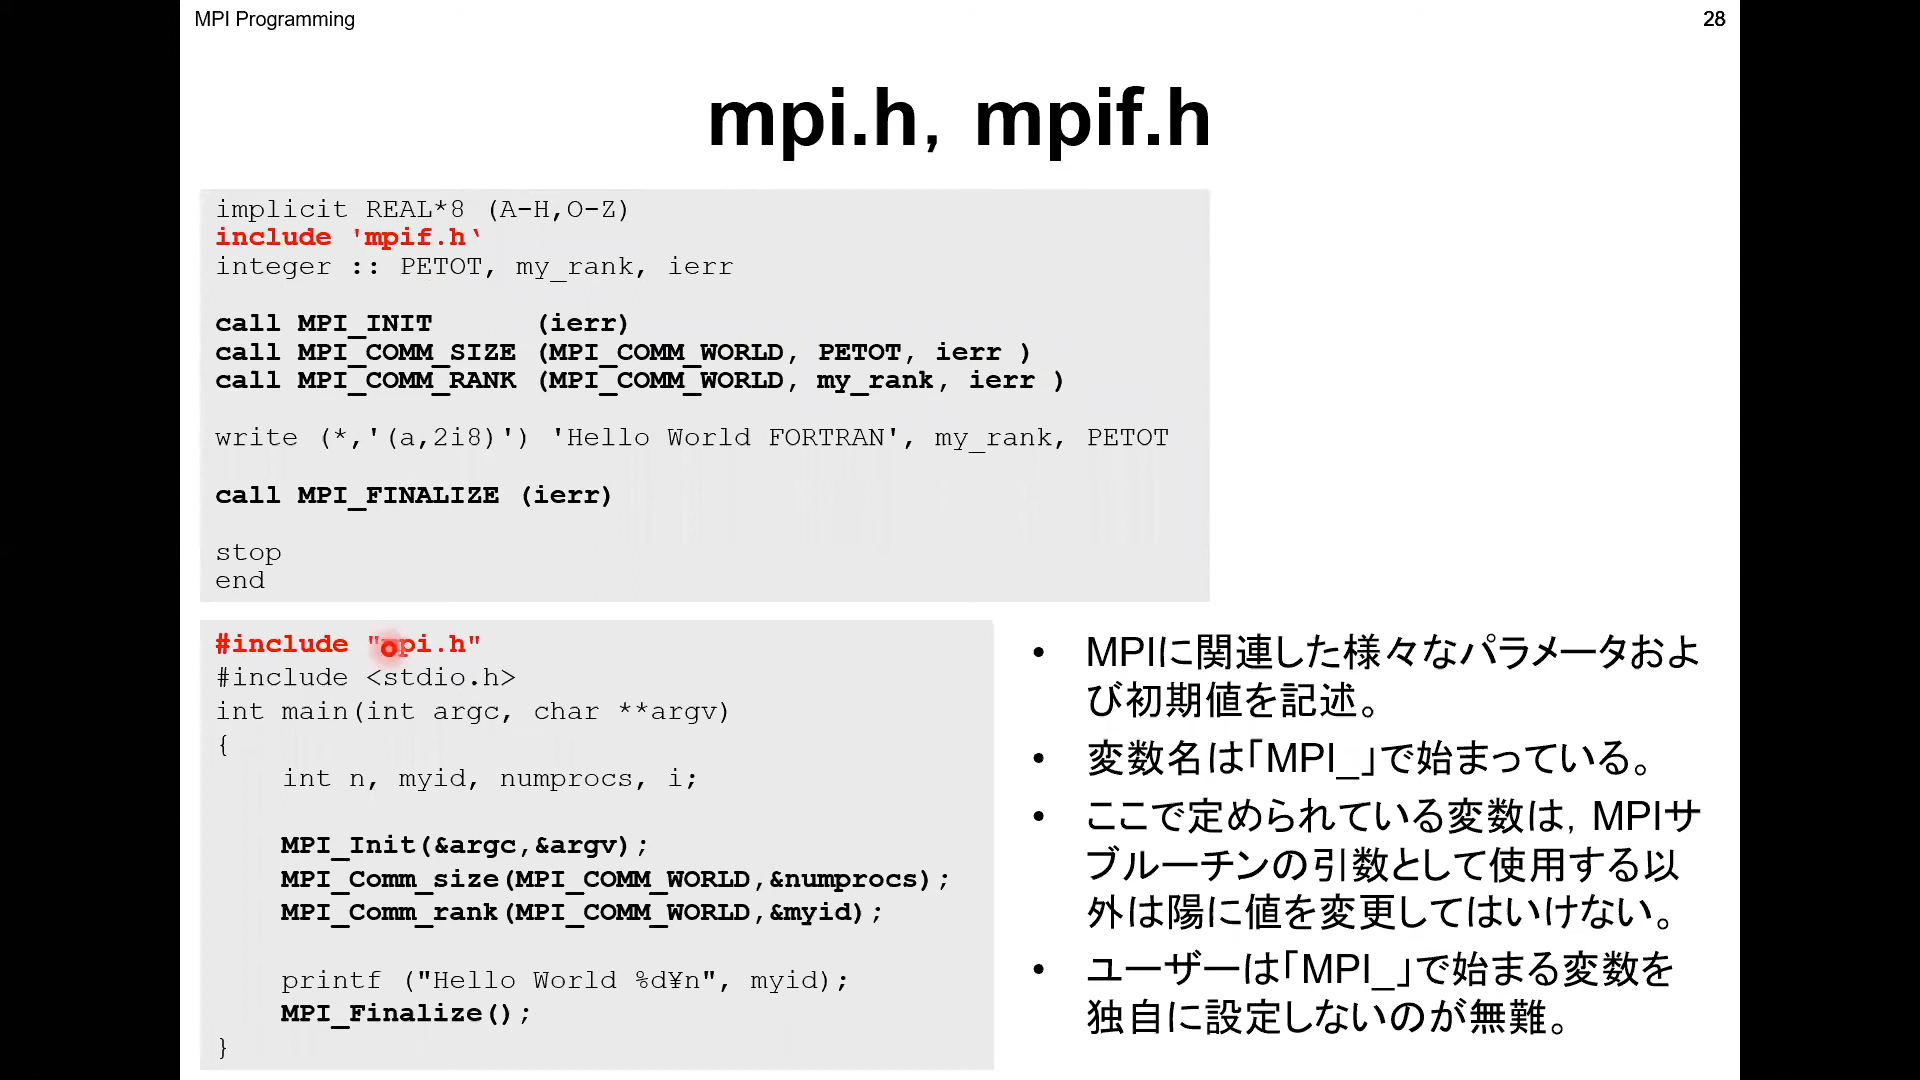 MPI Programming
28
mpi.h, mpif.h
implicit REAL*8 (A-H,O-Z)
include 'mpif.h‘
integer :: PETOT, my_rank, ierr
call MPI_INIT (ierr)
call MPI_COMM_SIZE (MPI_COMM_WORLD, PETOT, ierr )
call MPI_COMM_RANK (MPI_COMM_WORLD, my_rank, ierr )
write (*,'(a,2i8)') 'Hello World FORTRAN', my_rank, PETOT
call MPI_FINALIZE (ierr)
stop
end
#include "mpi.h"
#include <stdio.h>
int main(int argc, char **argv)
{
int n, myid, numprocs, i;
MPI_Init(&argc,&argv);
MPI_Comm_size(MPI_COMM_WORLD,&numprocs);
MPI_Comm_rank(MPI_COMM_WORLD,&myid);
printf ("Hello World %d¥n", myid);
MPI_Finalize();
}
• MPIに関連した様々なパラメータおよ
び初期値を記述。
• 変数名は「MPI_」で始まっている。
• ここで定められている変数は，MPIサ
ブルーチンの引数として使用する以
外は陽に値を変更してはいけない。
• ユーザーは「MPI_」で始まる変数を
独自に設定しないのが無難。